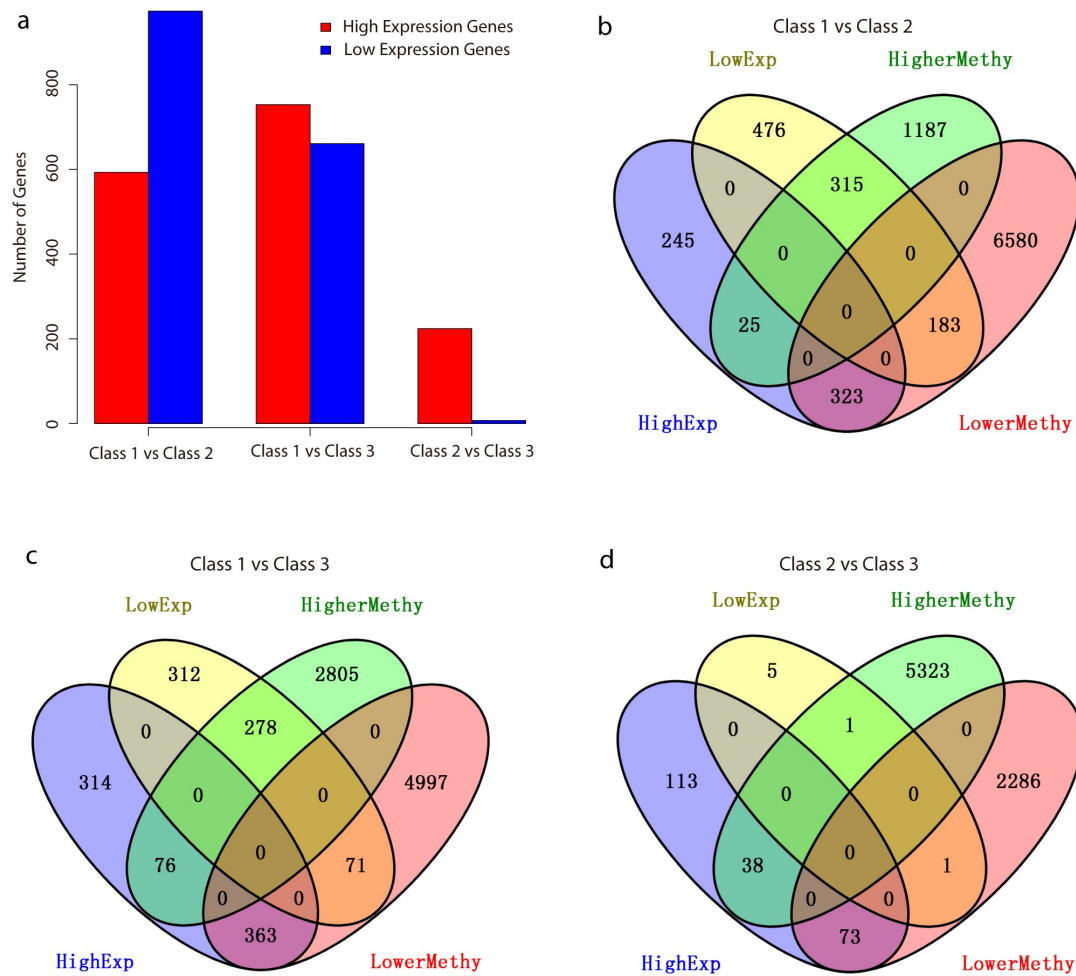 a
High Expression Genes
Low Expression Genes
Number of Genes
0
200
400
600
800
Class 1 vs Class 2
Class 1 vs Class 3
Class 2 vs Class 3
b
Class 1 vs Class 2
LowExp
HigherMethy
476
1187
0
315
0
245
0
0
6580
0
25
183
0
0
323
HighExp
LowerMethy
c
Class 1 vs Class 3
LowExp
HigherMethy
312
2805
0
278
0
314
0
0
4997
0
76
71
0
0
363
HighExp
LowerMethy
d
Class 2 vs Class 3
LowExp
HigherMethy
5
5323
0
1
0
113
0
0
2286
0
38
1
0
0
73
HighExp
LowerMethy